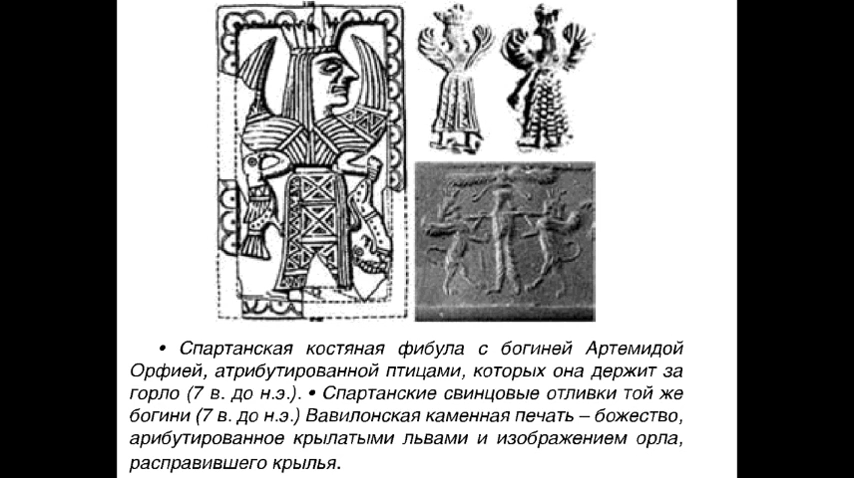 • Спартанская костяная фибула с богиней Артемидой
Орфией, атрибутированной птицами, которых она держит за
горло (7 в. до н.э.). • Спартанские свинцовые отливки той же
богини (7 в. до н.э.) Вавилонская каменная печать – божество,
арибутированное крылатыми львами и изображением орла,
расправившего крылья.